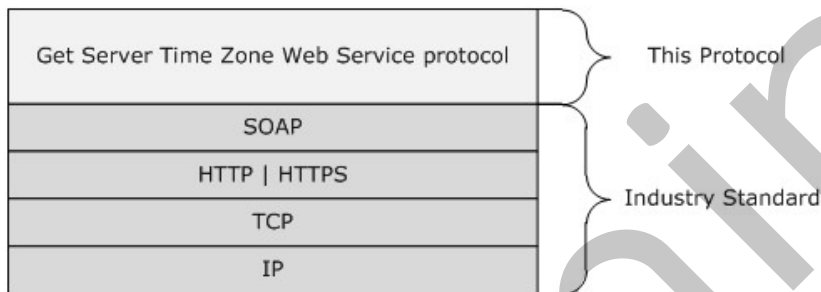 Get Server Time Zone Web Service protocol
This Protocol
SOAP
HTTP | HTTPS
Industry Standard
TCP
IP